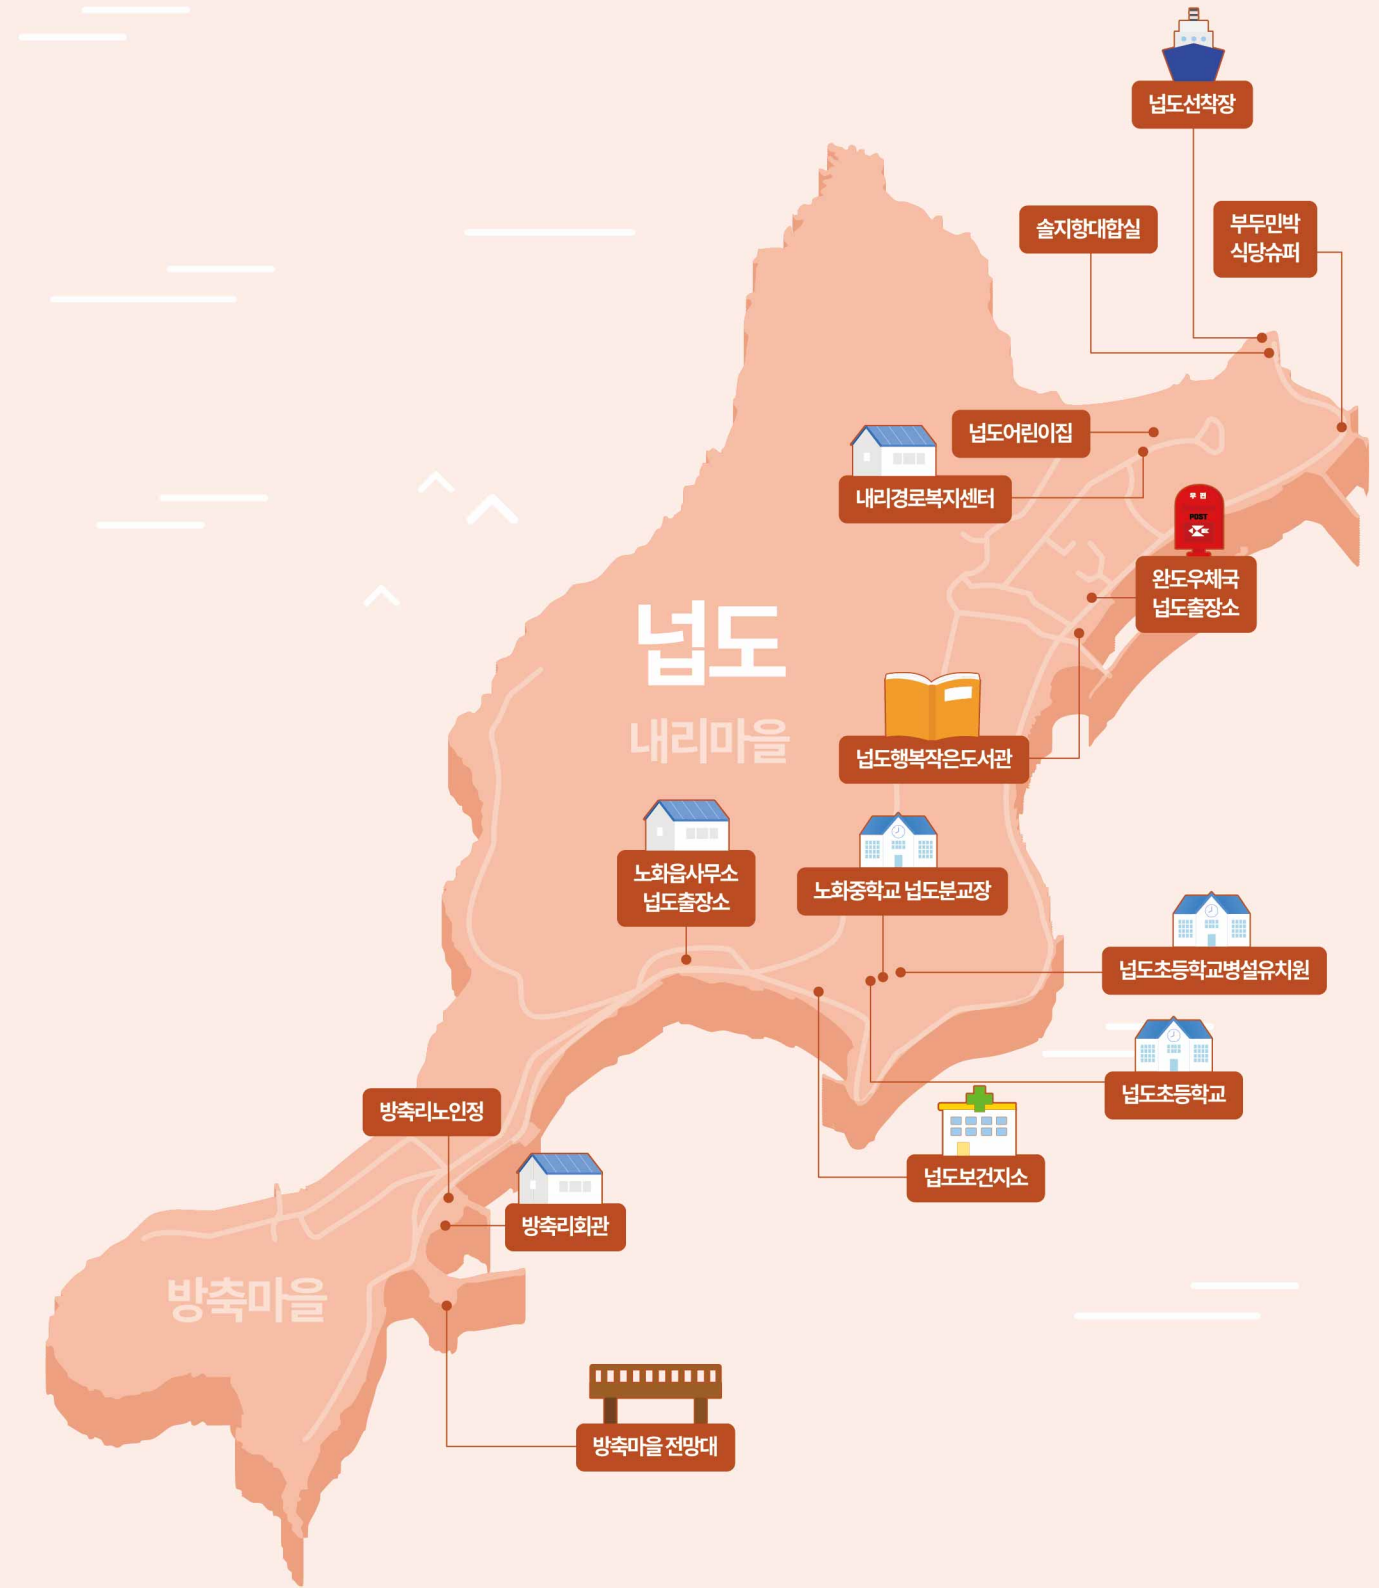 넙도선착장
솔지항대합실
부두민박
식당슈퍼
넙도어린이집
내리경로복지센터
우편
POST
완도우체국
넙도출장소
넙도
내리마을
넙도행복작은도서관
노화읍사무소
넙도출장소
노화중학교 넙도분교장
넙도초등학교병설유치원
넙도초등학교
방축리노인정
넙도보건지소
방축리회관
방축마을
방축마을 전망대